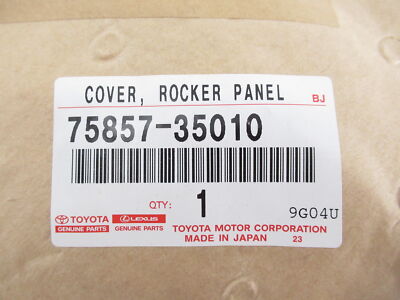 COVER, ROCKER PANEL
BJ
75857-35010
QTY: 1
9G04U
TOYOTA LEXUS TOYOTA MOTOR CORPORATION
GENUINE PARTS GENUINE PARTS MADE IN JAPAN 23